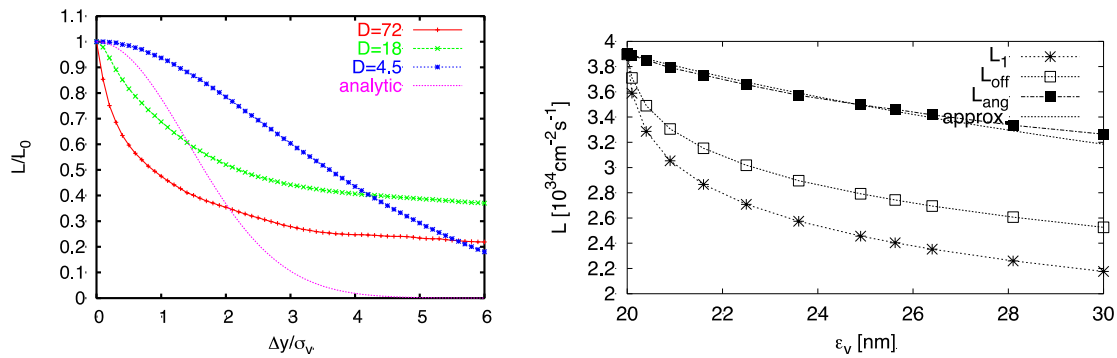 1.1
1
0.9
0.8
0.7
0.6
0.5
0.4
0.3
0.2
0.1
0
L/L0
D=72
D=18
D=4.5
analytic
0 1 2 3 4 5 6
Δy/σy
4
3.8
3.6
3.4
3.2
3
2.8
2.6
2.4
2.2
2
L [10^34 cm^-2 s^-1]
L1
Loff
Lang
approx.
20 22 24 26 28 30
εy [nm]